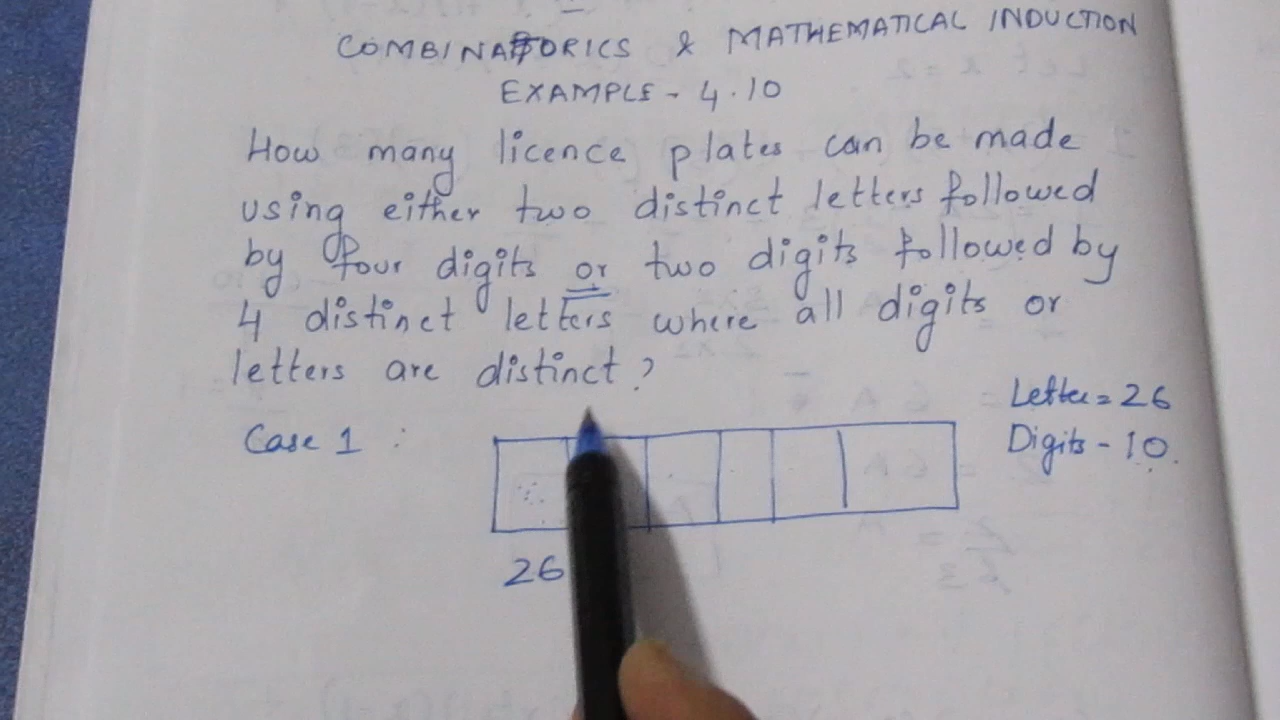 COMBINATORICS & MATHEMATICAL INDUCTION
EXAMPLE - 4.10
How many licence plates can be made
using either two distinct letters followed
by four digits or two digits followed by
4 distinct letters where all digits or
letters are distinct?
Letter = 26
Case 1 :
Digits - 10.
26